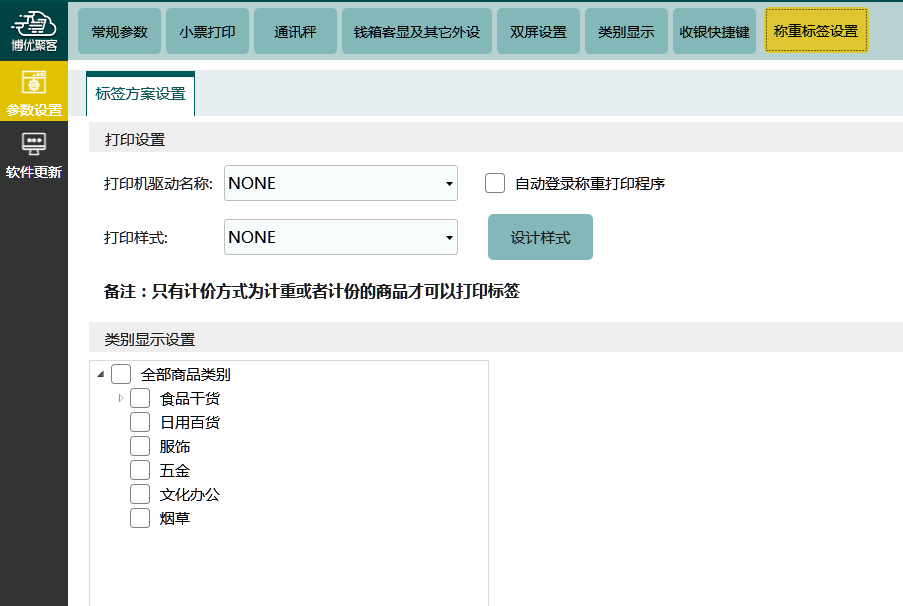 博优聚客
常规参数 小票打印 通讯秤 钱箱客显及其它外设 双屏设置 类别显示 收银快捷键 称重标签设置
参数设置
软件更新
标签方案设置
打印设置
打印机驱动名称: NONE 自动登录称重打印程序
打印样式: NONE 设计样式
备注：只有计价方式为计重或者计份的商品才可以打印标签
类别显示设置
全部商品类别
食品干货
日用百货
服饰
五金
文化办公
烟草